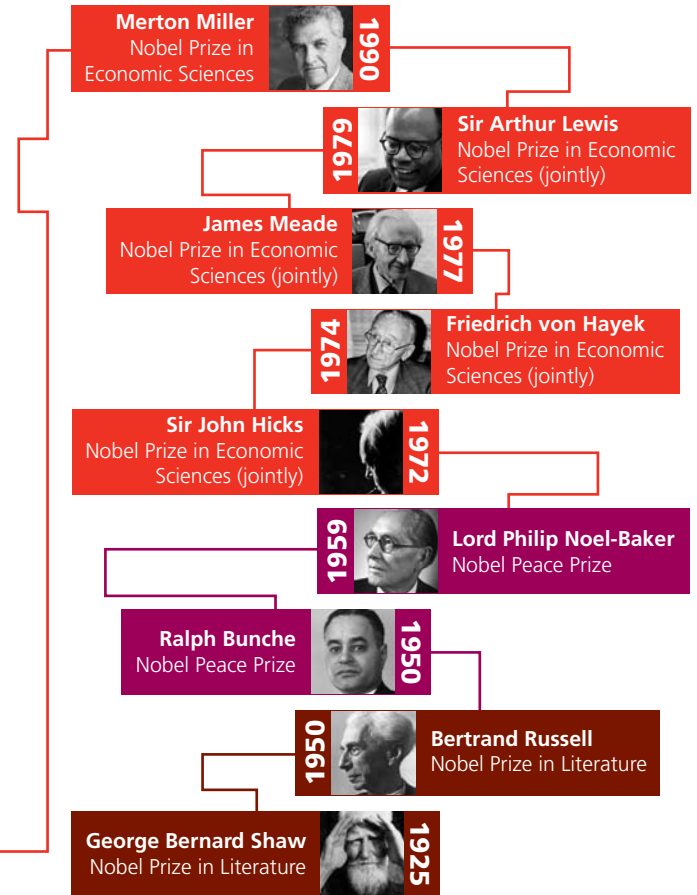 Merton Miller
Nobel Prize in
Economic Sciences
1990
1979
Sir Arthur Lewis
Nobel Prize in Economic
Sciences (jointly)
James Meade
Nobel Prize in Economic
Sciences (jointly)
1977
1974
Friedrich von Hayek
Nobel Prize in Economic
Sciences (jointly)
Sir John Hicks
Nobel Prize in Economic
Sciences (jointly)
1972
1959
Lord Philip Noel-Baker
Nobel Peace Prize
Ralph Bunche
Nobel Peace Prize
1950
1950
Bertrand Russell
Nobel Prize in Literature
George Bernard Shaw
Nobel Prize in Literature
1925